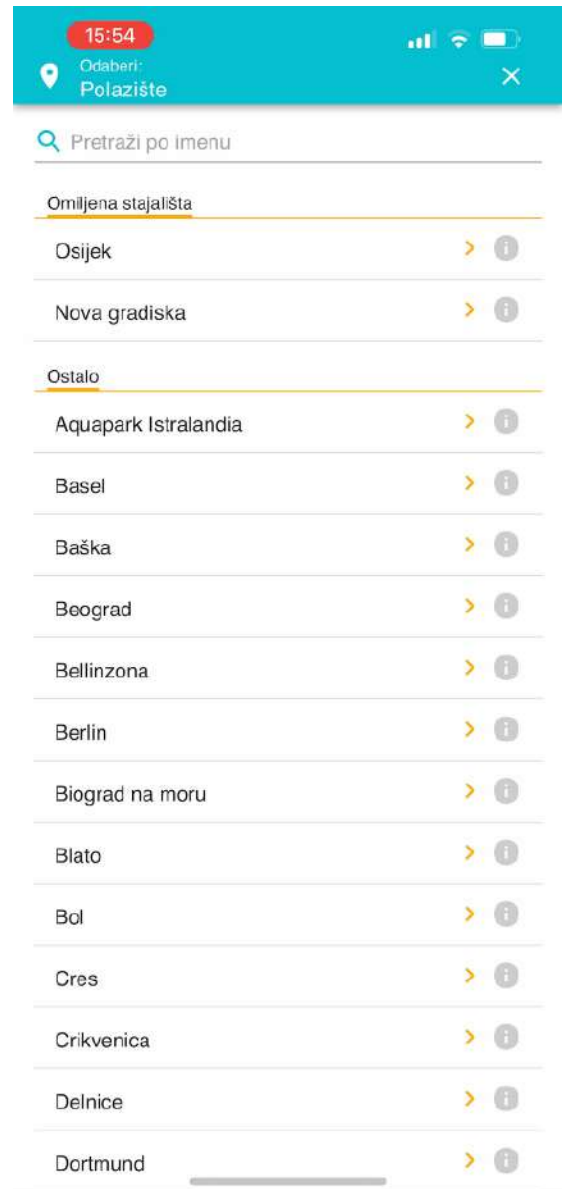 15:54
Odaberi:
Polazište
Pretraži po imenu
Omiljena stajališta
Osijek
Nova gradiska
Ostalo
Aquapark Istralandia
Basel
Baška
Beograd
Bellinzona
Berlin
Biograd na moru
Blato
Bol
Cres
Crikvenica
Delnice
Dortmund